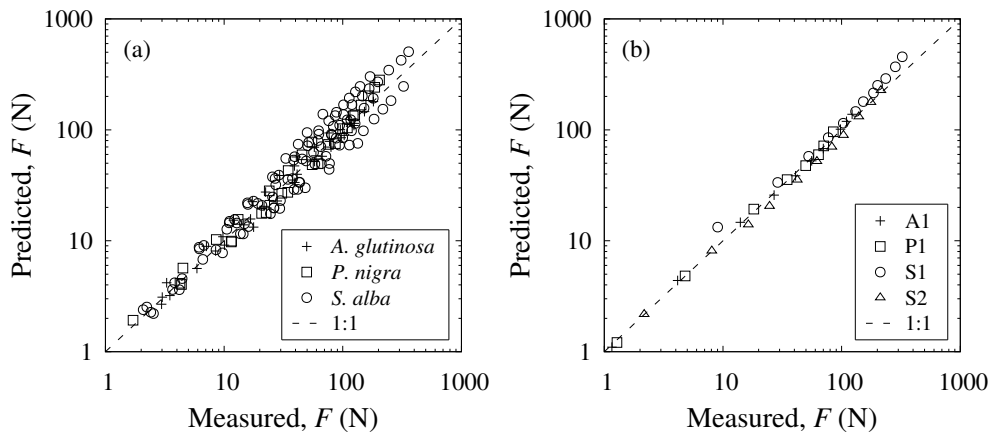 (a)
Predicted, F (N)
1000
100
10
1
1 10 100 1000
Measured, F (N)
+ A. glutinosa
□ P. nigra
○ S. alba
- - 1:1
(b)
Predicted, F (N)
1000
100
10
1
1 10 100 1000
Measured, F (N)
+ A1
□ P1
○ S1
△ S2
- - 1:1